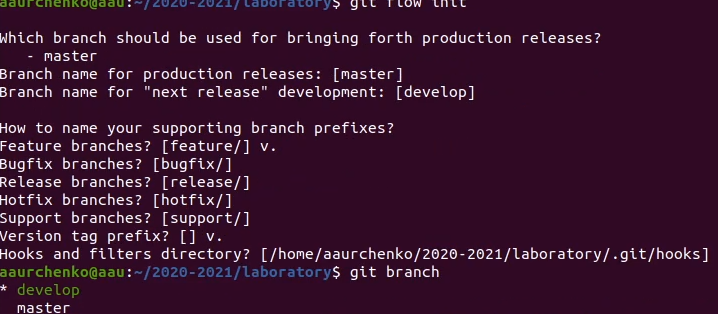 aaurchenko@aau:~/2020-2021/laboratory$ git flow init
Which branch should be used for bringing forth production releases?
- master
Branch name for production releases: [master]
Branch name for "next release" development: [develop]
How to name your supporting branch prefixes?
Feature branches? [feature/] v.
Bugfix branches? [bugfix/]
Release branches? [release/]
Hotfix branches? [hotfix/]
Support branches? [support/]
Version tag prefix? [] v.
Hooks and filters directory? [/home/aaurchenko/2020-2021/laboratory/.git/hooks]
aaurchenko@aau:~/2020-2021/laboratory$ git branch
* develop
master